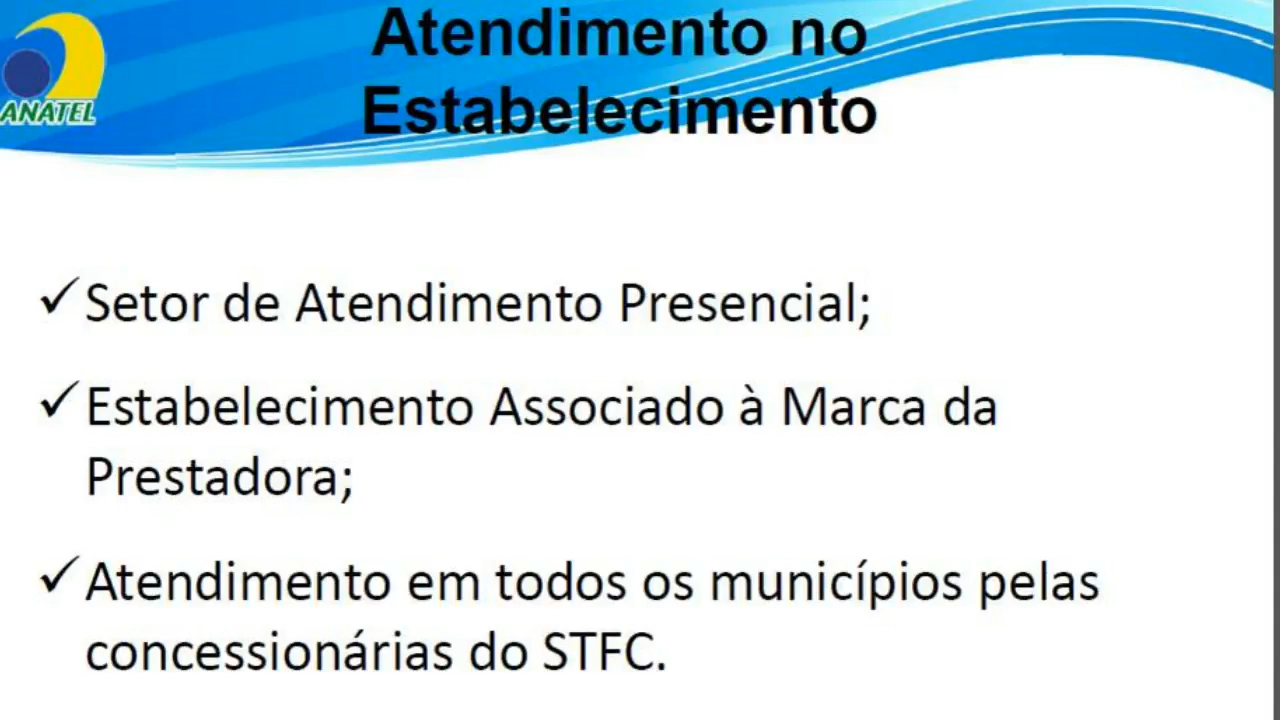 ANATEL
Atendimento no
Estabelecimento
✓Setor de Atendimento Presencial;
✓Estabelecimento Associado à Marca da
Prestadora;
✓Atendimento em todos os municípios pelas
concessionárias do STFC.